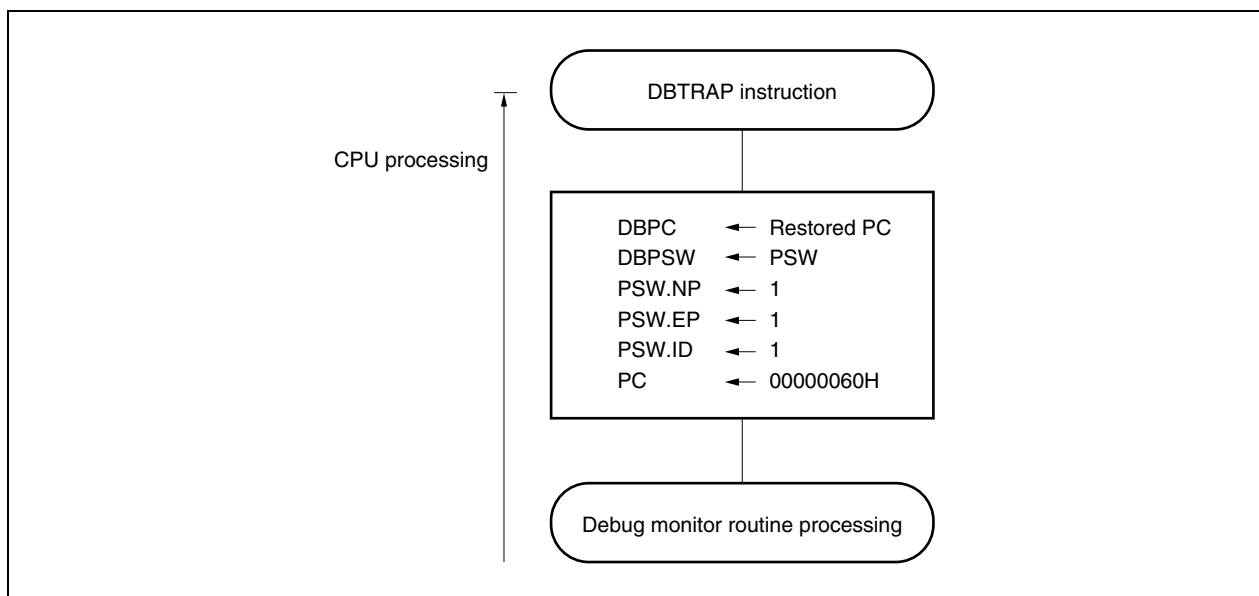 DBTRAP instruction
CPU processing
DBPC ← Restored PC
DBPSW ← PSW
PSW.NP ← 1
PSW.EP ← 1
PSW.ID ← 1
PC ← 00000060H
Debug monitor routine processing